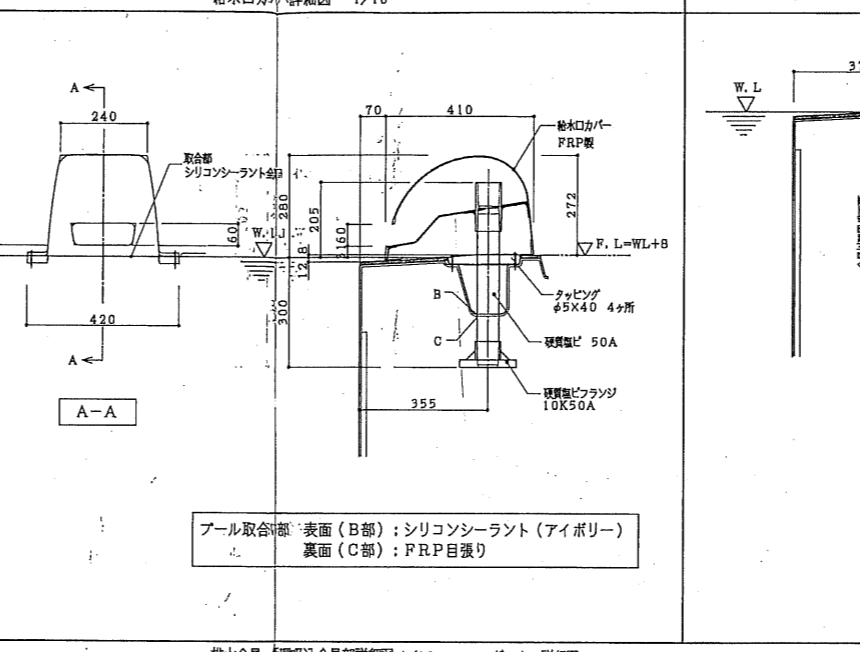 A
240
取合部
シリコンシーラント
60
W.L
420
A
A-A
70
410
給水口カバー
FRP製
280
205
160
272
F.L=WL+8
12
8
300
B
C
タッピング
φ5×40 4ヶ所
硬質塩ビ 50A
硬質塩ビフランジ
10K50A
355
W.L
プール取合部 表面(B部):シリコンシーラント(アイボリー)
裏面(C部):FRP目張り